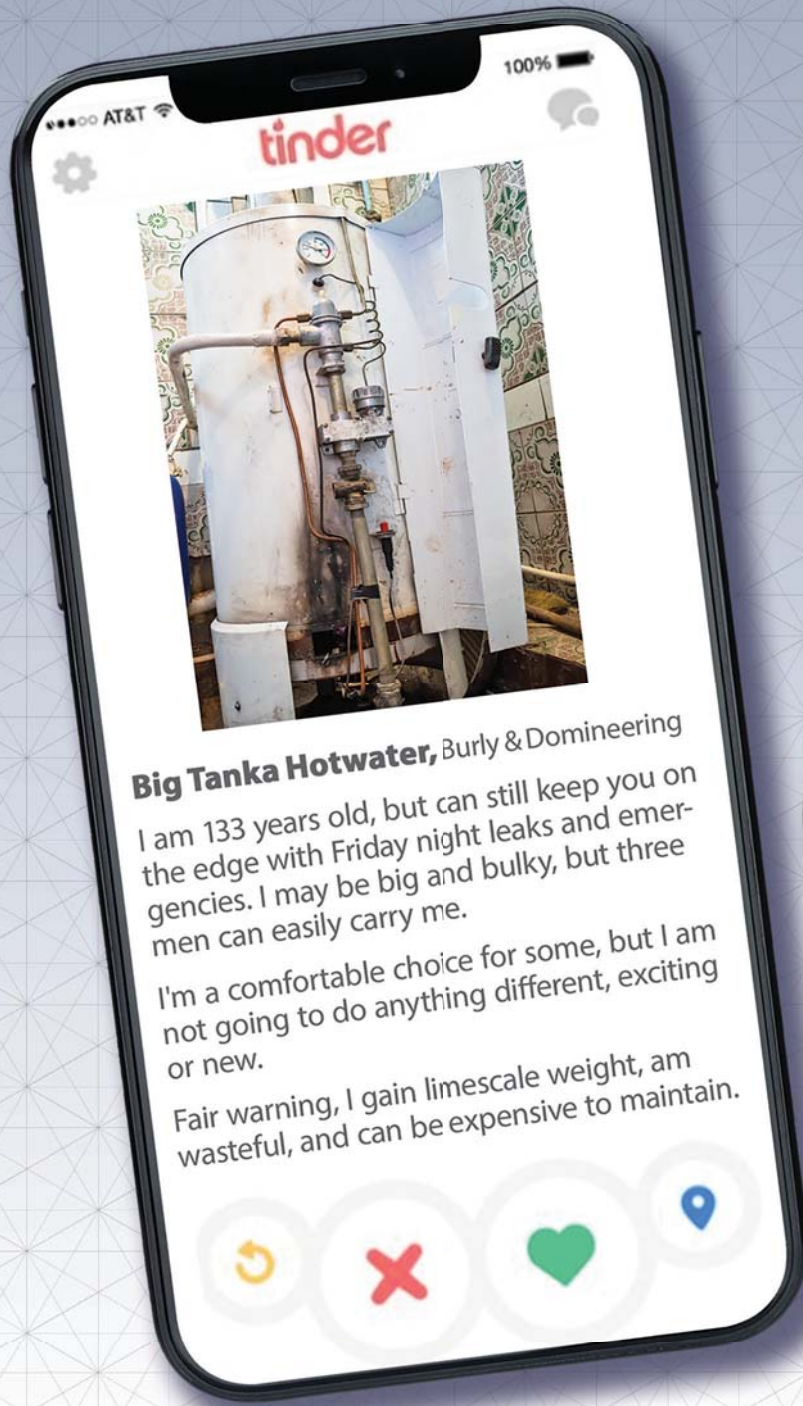 AT&T
100%
tinder
Big Tanka Hotwater, Burly & Domineering
I am 133 years old, but can still keep you on
the edge with Friday night leaks and emer-
gencies. I may be big and bulky, but three
men can easily carry me.
I'm a comfortable choice for some, but I am
not going to do anything different, exciting
or new.
Fair warning, I gain limescale weight, am
wasteful, and can be expensive to maintain.